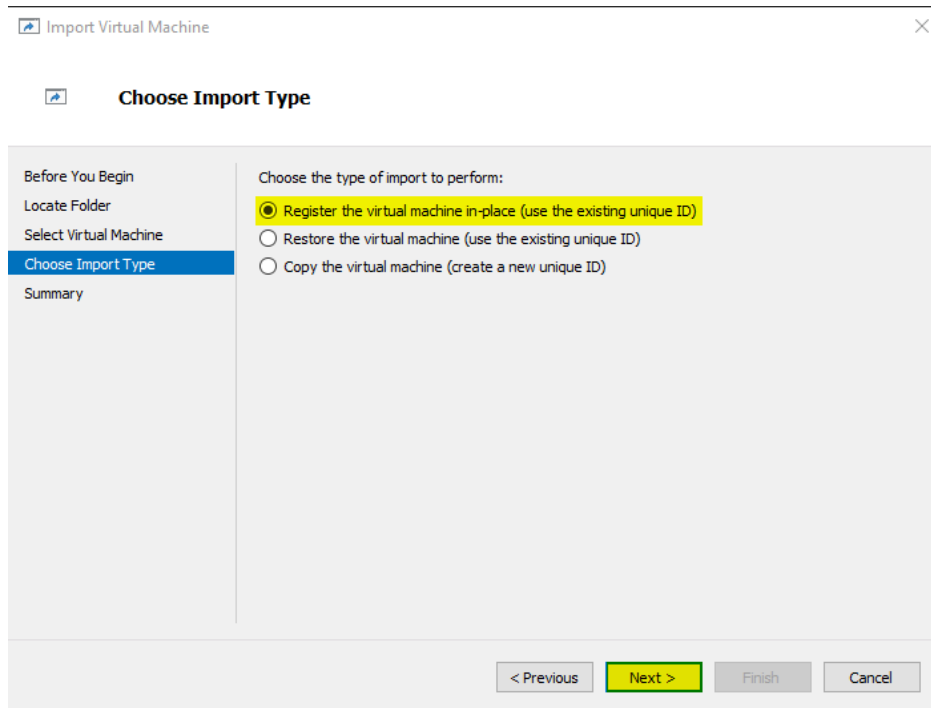 Import Virtual Machine
Choose Import Type
Before You Begin
Locate Folder
Select Virtual Machine
Choose Import Type
Summary
Choose the type of import to perform:
Register the virtual machine in-place (use the existing unique ID)
Restore the virtual machine (use the existing unique ID)
Copy the virtual machine (create a new unique ID)
< Previous
Next >
Finish
Cancel